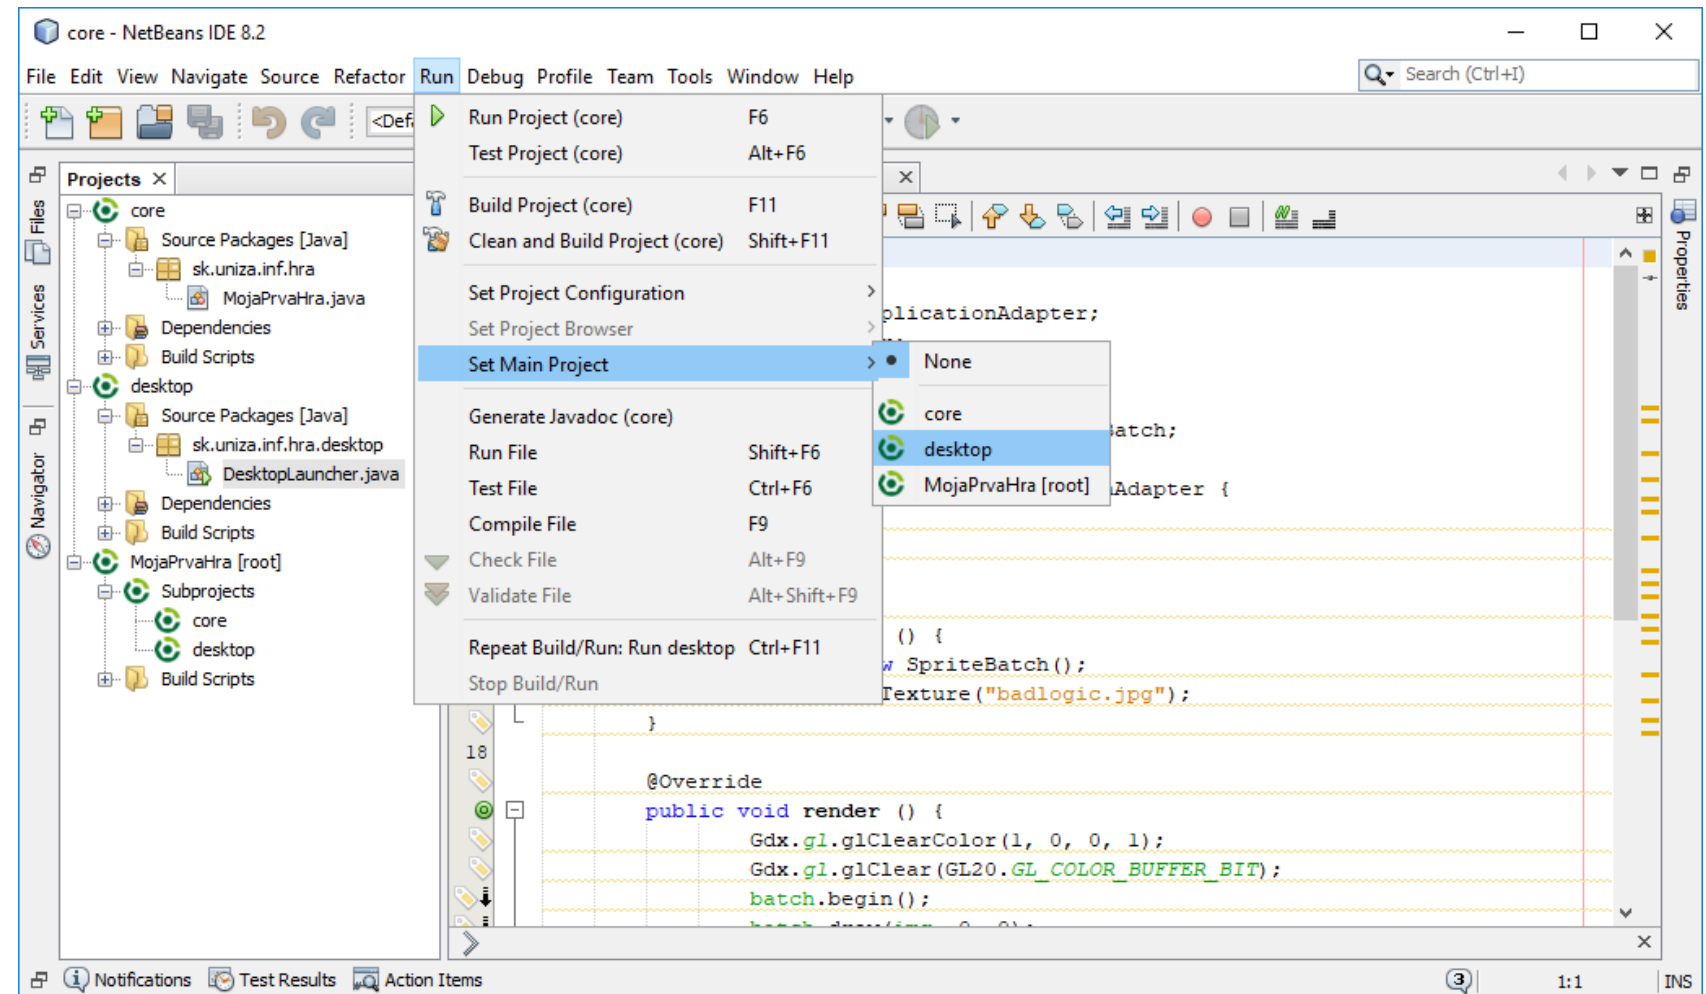 core - NetBeans IDE 8.2
File Edit View Navigate Source Refactor Run Debug Profile Team Tools Window Help
Search (Ctrl+I)
Run Project (core) F6
Test Project (core) Alt+F6
Build Project (core) F11
Clean and Build Project (core) Shift+F11
Set Project Configuration
Set Project Browser
Set Main Project
Generate Javadoc (core)
Run File Shift+F6
Test File Ctrl+F6
Compile File F9
Check File Alt+F9
Validate File Alt+Shift+F9
Repeat Build/Run: Run desktop Ctrl+F11
Stop Build/Run
None
core
desktop
MojaPrvaHra [root]
Files
Services
Navigator
Projects
core
Source Packages [Java]
sk.uniza.inf.hra
MojaPrvaHra.java
Dependencies
Build Scripts
desktop
Source Packages [Java]
sk.uniza.inf.hra.desktop
DesktopLauncher.java
Dependencies
Build Scripts
MojaPrvaHra [root]
Subprojects
core
desktop
Build Scripts
<Def
plicationAdapter;
atch;
Adapter {
() {
w SpriteBatch();
Texture("badlogic.jpg");
}
18
@Override
public void render () {
Gdx.gl.glClearColor(1, 0, 0, 1);
Gdx.gl.glClear(GL20.GL_COLOR_BUFFER_BIT);
batch.begin();
Properties
Notifications Test Results Action Items
3 1:1 INS